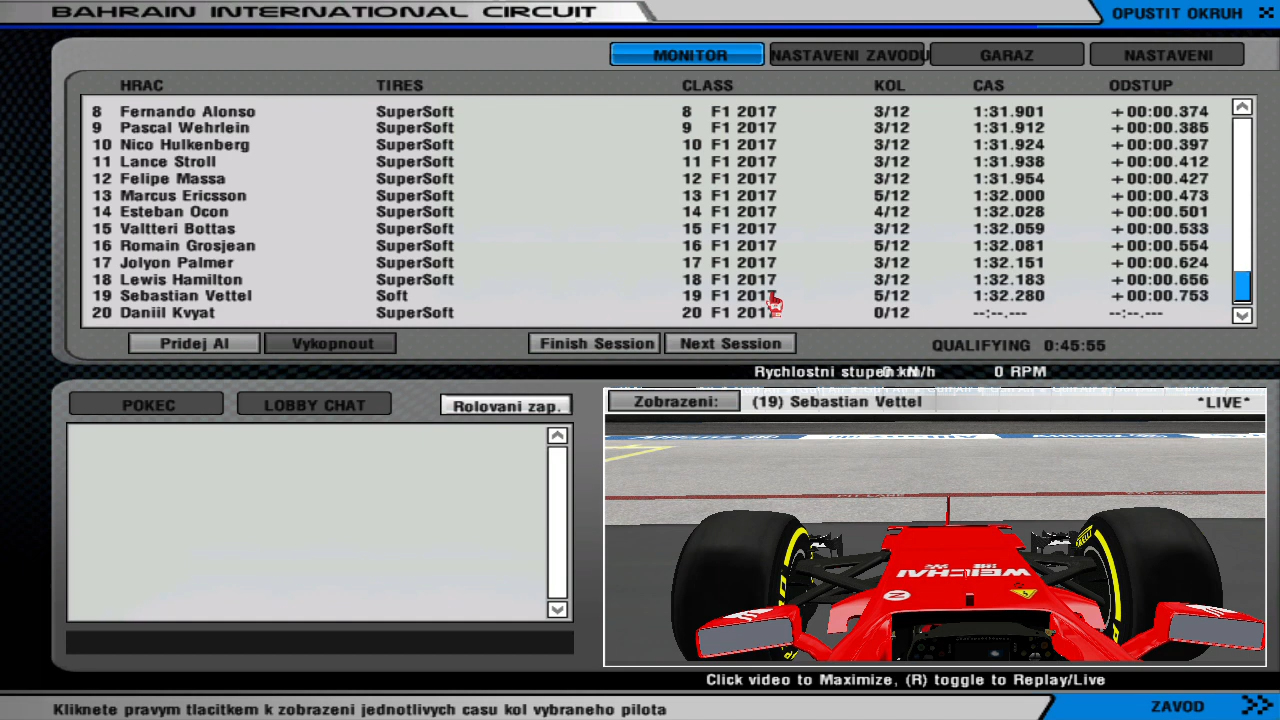 BAHRAIN INTERNATIONAL CIRCUIT OPUSTIT OKRUH
MONITOR NASTAVENI ZAVODU GARAZ NASTAVENI
HRAC TIRES CLASS KOL CAS ODSTUP
8 Fernando Alonso SuperSoft 8 F1 2017 3/12 1:31.901 +00:00.374
9 Pascal Wehrlein SuperSoft 9 F1 2017 3/12 1:31.912 +00:00.385
10 Nico Hulkenberg SuperSoft 10 F1 2017 3/12 1:31.924 +00:00.397
11 Lance Stroll SuperSoft 11 F1 2017 3/12 1:31.938 +00:00.412
12 Felipe Massa SuperSoft 12 F1 2017 3/12 1:31.954 +00:00.427
13 Marcus Ericsson SuperSoft 13 F1 2017 5/12 1:32.000 +00:00.473
14 Esteban Ocon SuperSoft 14 F1 2017 4/12 1:32.028 +00:00.501
15 Valtteri Bottas SuperSoft 15 F1 2017 3/12 1:32.059 +00:00.533
16 Romain Grosjean SuperSoft 16 F1 2017 5/12 1:32.081 +00:00.554
17 Jolyon Palmer SuperSoft 17 F1 2017 3/12 1:32.151 +00:00.624
18 Lewis Hamilton SuperSoft 18 F1 2017 3/12 1:32.183 +00:00.656
19 Sebastian Vettel Soft 19 F1 2017 5/12 1:32.280 +00:00.753
20 Daniil Kvyat SuperSoft 20 F1 2017 0/12 --:--.--- --:--.---
Pridej AI Vykopnout Finish Session Next Session QUALIFYING 0:45:55
Rychlostni stupen km/h 0 RPM
POKEC LOBBY CHAT Rolovani zap. Zobrazeni: (19) Sebastian Vettel *LIVE*
PIT LANE
WEICHAI
Click video to Maximize, (R) toggle to Replay/Live
Kliknete pravym tlacitkem k zobrazeni jednotlivych casu kol vybraneho pilota ZAVOD